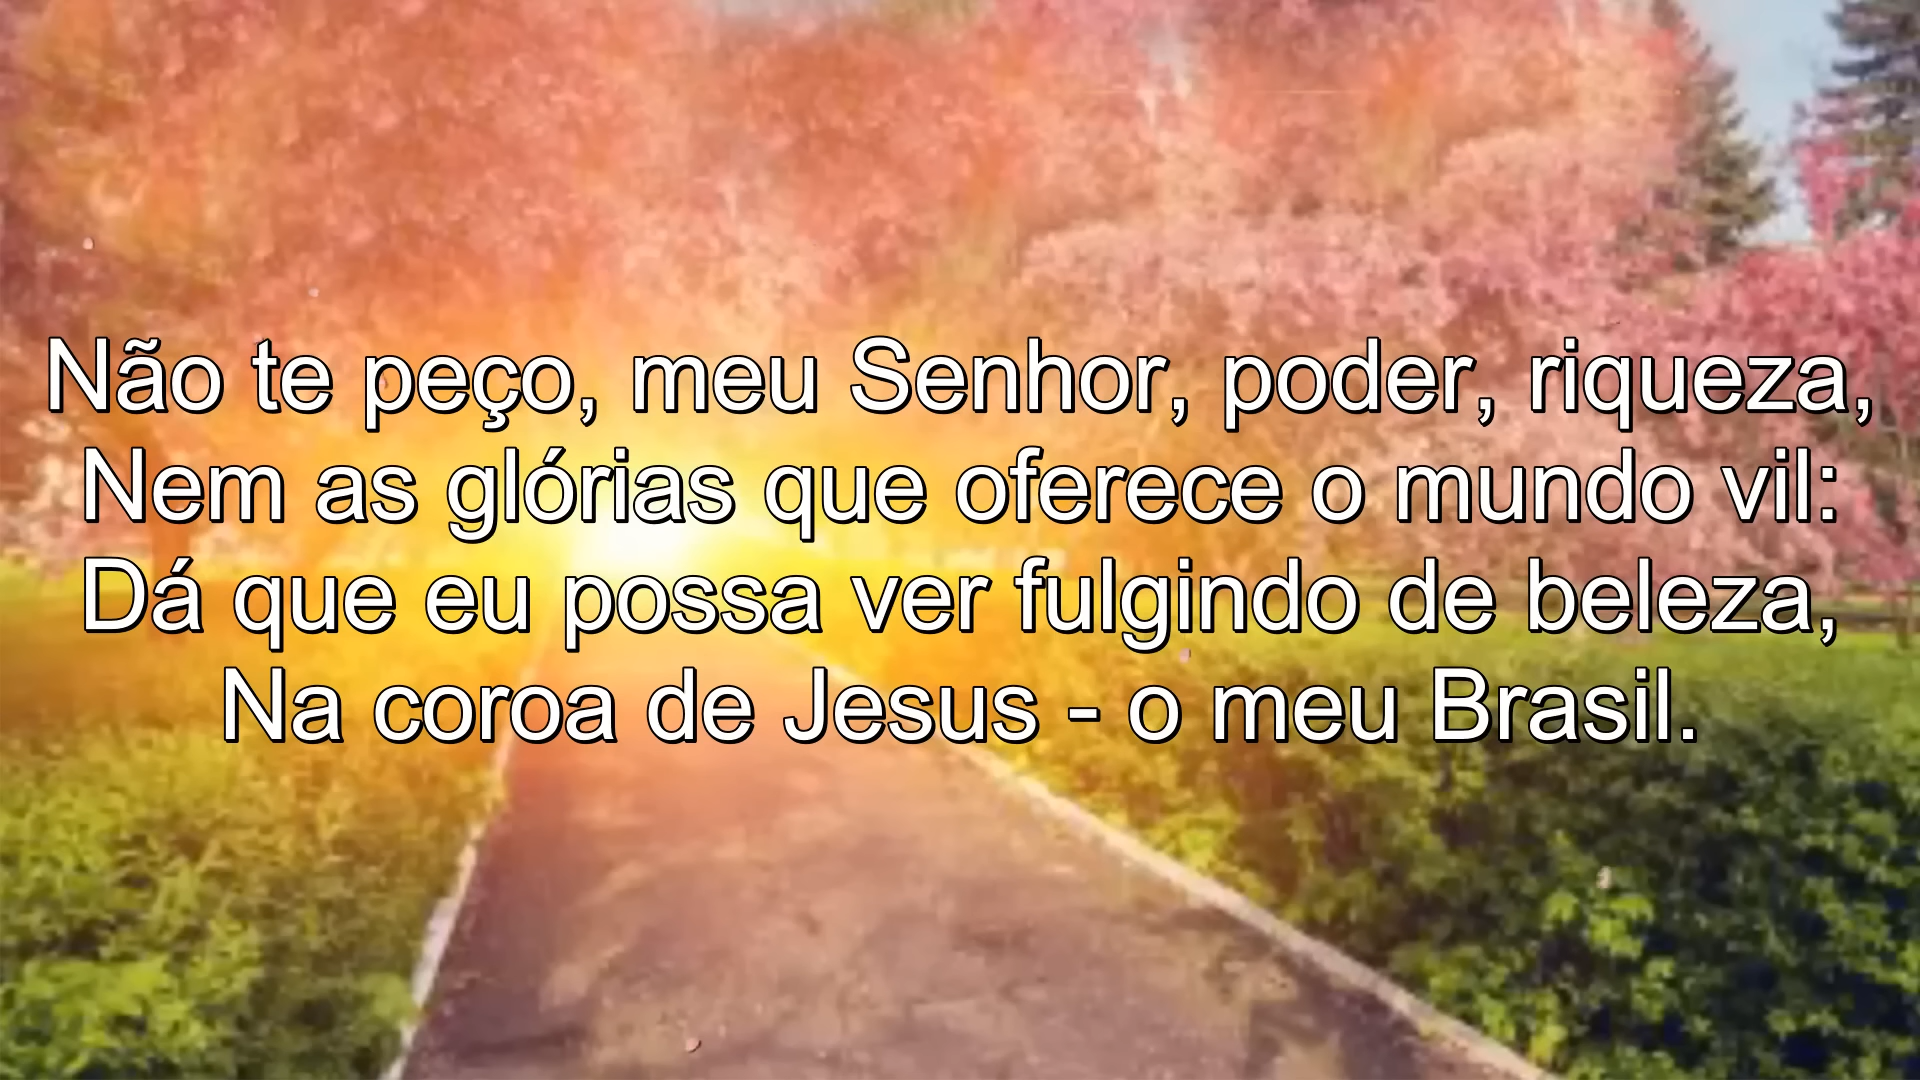 Não te peço, meu Senhor, poder, riqueza,
Nem as glórias que oferece o mundo vil:
Dá que eu possa ver fulgindo de beleza,
Na coroa de Jesus - o meu Brasil.